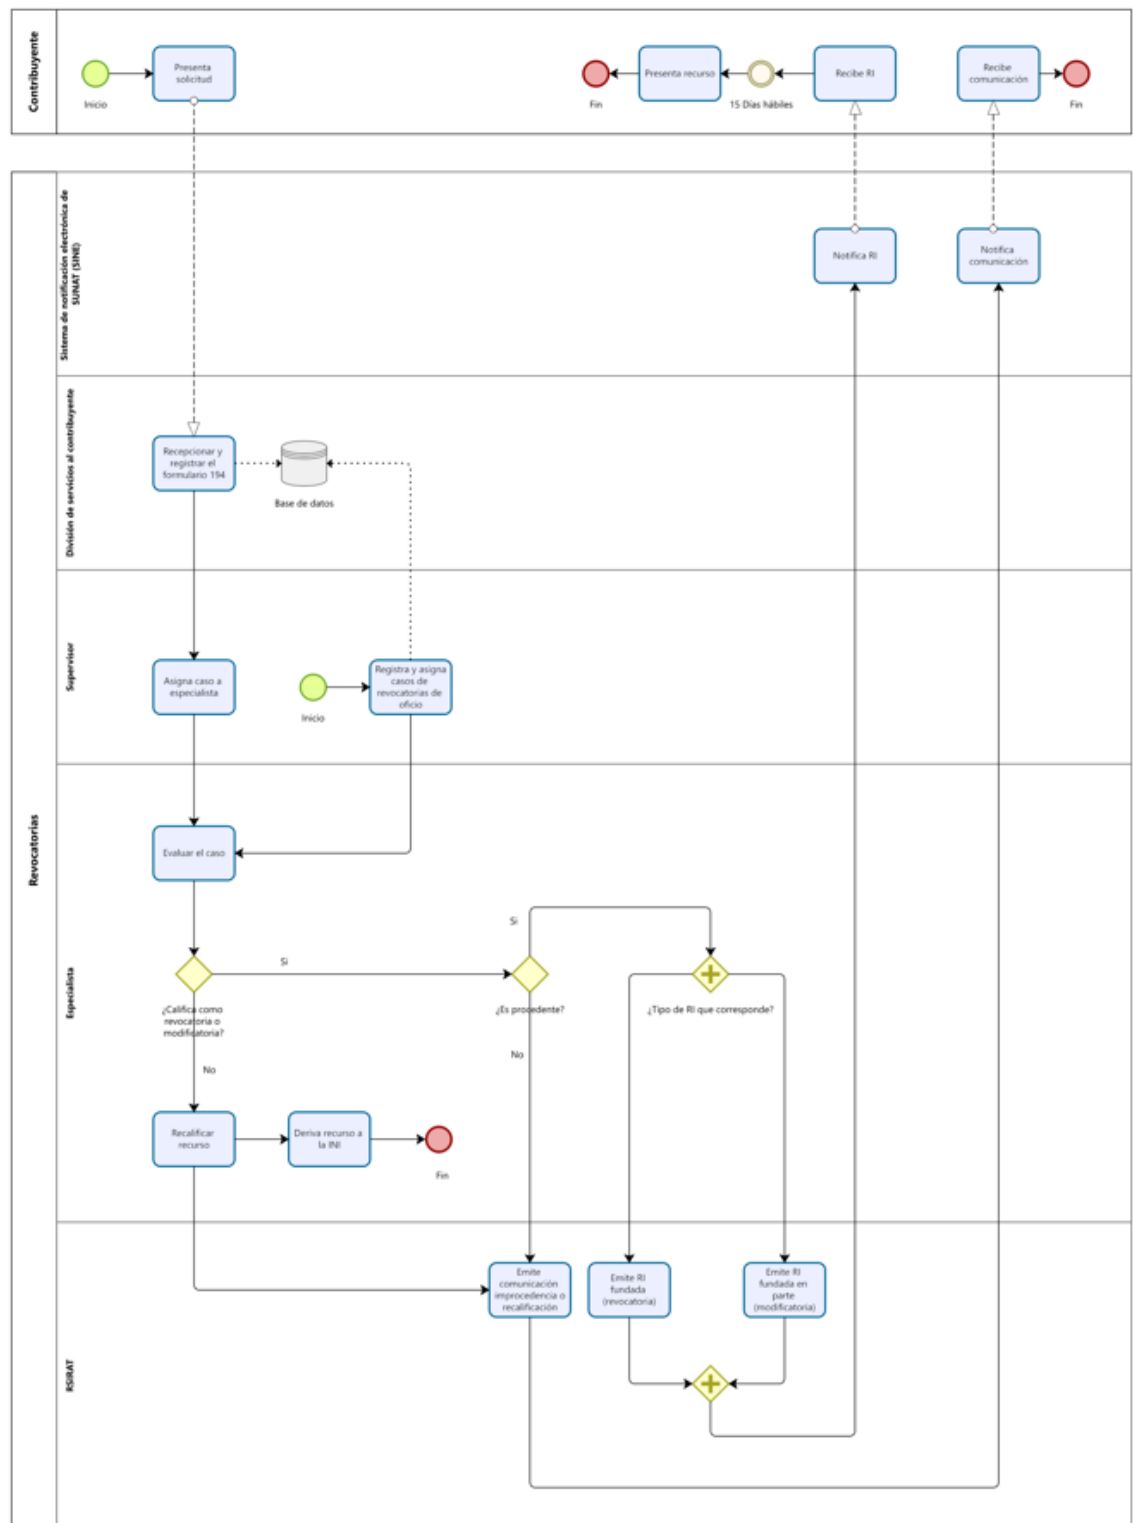 Contribuyente
Inicio
Presenta
solicitud
Fin
Presenta recurso
15 Días hábiles
Recibe RI
Recibe
comunicación
Fin
Revocatorias
Sistema de notificación electrónica de
SUNAT (SINE)
Notifica RI
Notifica
comunicación
División de servicios al contribuyente
Recepcionar y
registrar el
formulario 194
Base de datos
Supervisor
Asigna caso a
especialista
Inicio
Registra y asigna
casos de
revocatorias de
oficio
Especialista
Evaluar el caso
Si
Si
¿Califica como
revocatoria o
modificatoria?
¿Es procedente?
¿Tipo de RI que corresponde?
No
No
Recalificar
recurso
Deriva recurso a
la INI
Fin
RSIRAT
Emite
comunicación
improcedencia o
recalificación
Emite RI
fundada
(revocatoria)
Emite RI
fundada en
parte
(modificatoria)